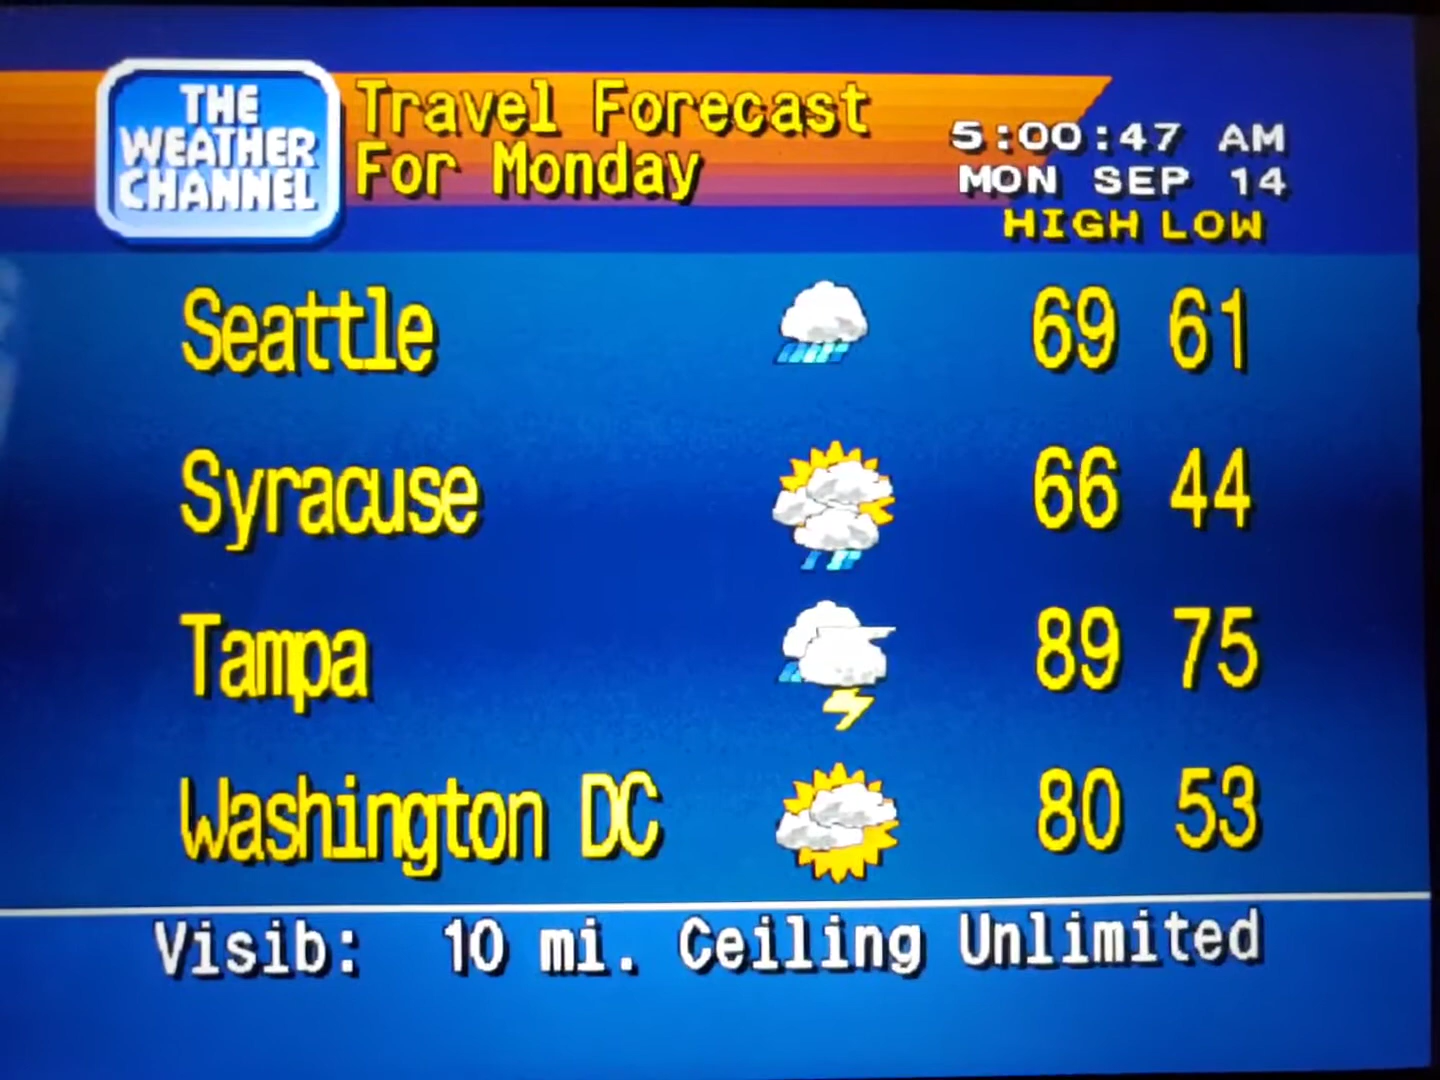 THE
WEATHER
CHANNEL
Travel Forecast
For Monday
5:00:47 AM
MON SEP 14
HIGH LOW
Seattle 69 61
Syracuse 66 44
Tampa 89 75
Washington DC 80 53
Visib: 10 mi. Ceiling Unlimited